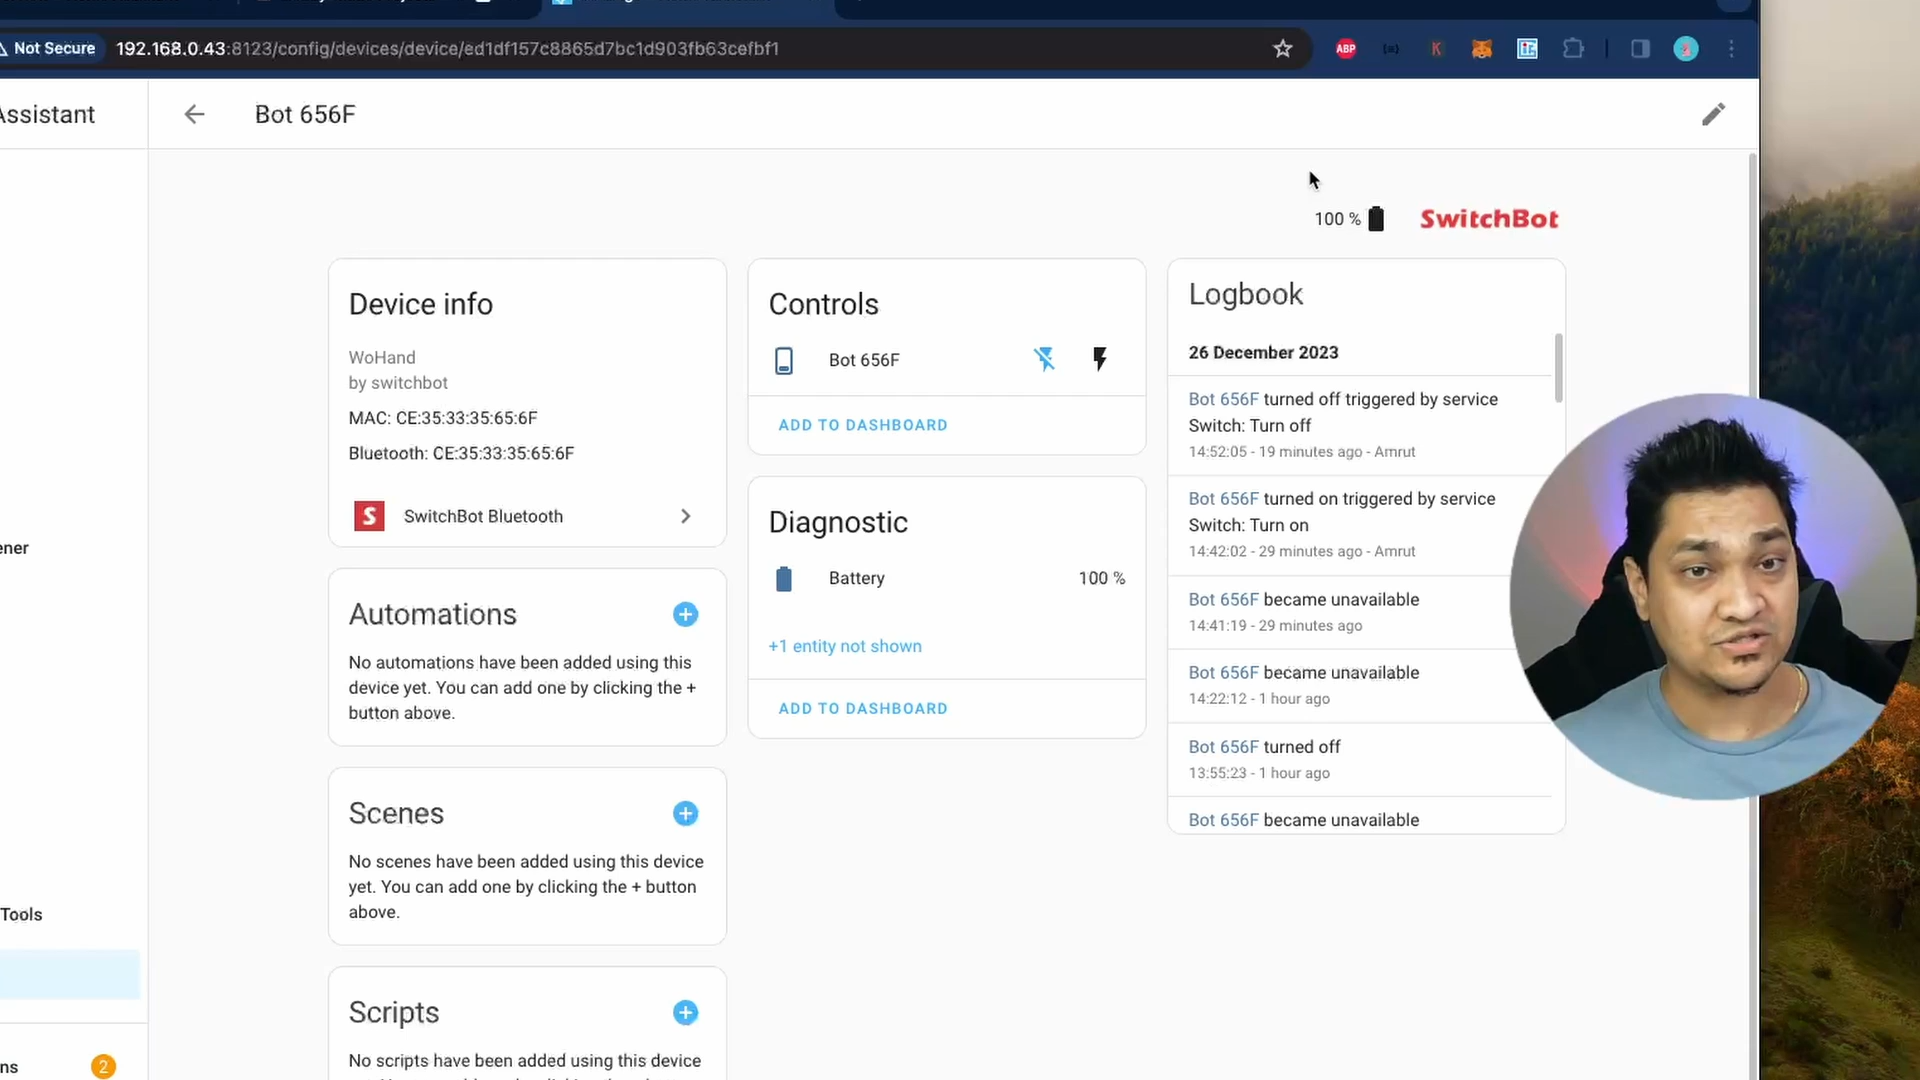 Not Secure
192.168.0.43:8123/config/devices/device/ed1df157c8865d7bc1d903fb63cefbf1
ABP
K
Assistant
Bot 656F
100 %
SwitchBot
Device info
WoHand
by switchbot
MAC: CE:35:33:35:65:6F
Bluetooth: CE:35:33:35:65:6F
S
SwitchBot Bluetooth
Automations
No automations have been added using this
device yet. You can add one by clicking the +
button above.
Scenes
No scenes have been added using this device
yet. You can add one by clicking the + button
above.
Scripts
No scripts have been added using this device
Controls
Bot 656F
ADD TO DASHBOARD
Diagnostic
Battery
100 %
+1 entity not shown
ADD TO DASHBOARD
Logbook
26 December 2023
Bot 656F turned off triggered by service
Switch: Turn off
14:52:05 - 19 minutes ago - Amrut
Bot 656F turned on triggered by service
Switch: Turn on
14:42:02 - 29 minutes ago - Amrut
Bot 656F became unavailable
14:41:19 - 29 minutes ago
Bot 656F became unavailable
14:22:12 - 1 hour ago
Bot 656F turned off
13:55:23 - 1 hour ago
Bot 656F became unavailable
ener
Tools
ns
2